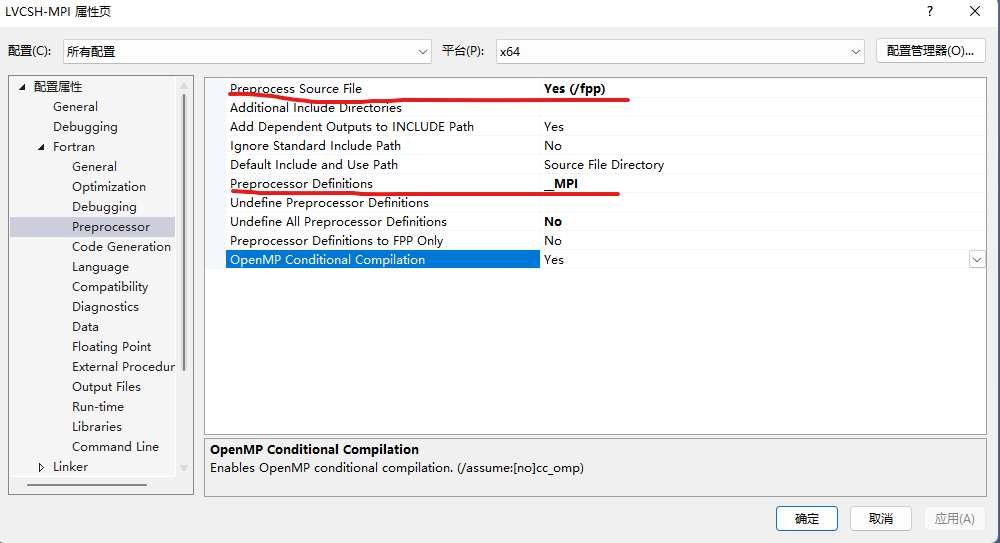 LVCSH-MPI 属性页
配置(C): 所有配置 平台(P): x64 配置管理器(O)...
配置属性
General
Debugging
Fortran
General
Optimization
Debugging
Preprocessor
Code Generation
Language
Compatibility
Diagnostics
Data
Floating Point
External Procedur
Output Files
Run-time
Libraries
Command Line
Linker
Preprocess Source File Yes (/fpp)
Additional Include Directories
Add Dependent Outputs to INCLUDE Path Yes
Ignore Standard Include Path No
Default Include and Use Path Source File Directory
Preprocessor Definitions __MPI
Undefine Preprocessor Definitions
Undefine All Preprocessor Definitions No
Preprocessor Definitions to FPP Only No
OpenMP Conditional Compilation Yes
OpenMP Conditional Compilation
Enables OpenMP conditional compilation. (/assume:[no]cc_omp)
确定 取消 应用(A)